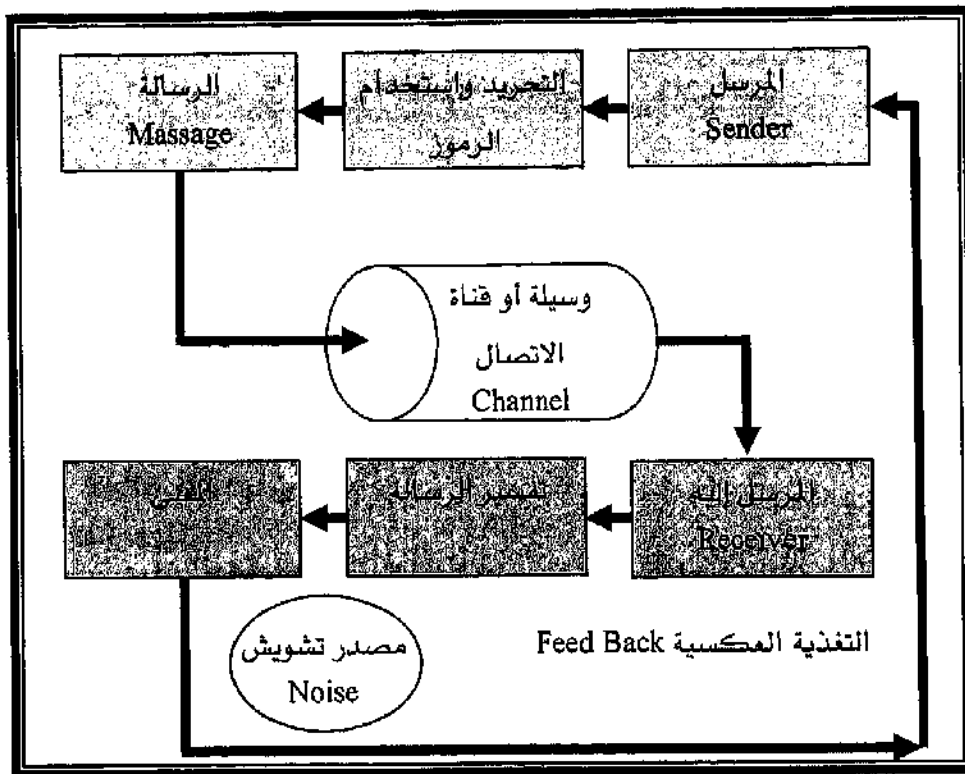 المرسل
Sender
التجريد واستخدام
الرموز
الرسالة
Massage
وسيلة أو قناة
الاتصال
Channel
المرسل إليه
Receiver
تفسير الرسالة
مصدر تشويش
Noise
التغذية العكسية Feed Back